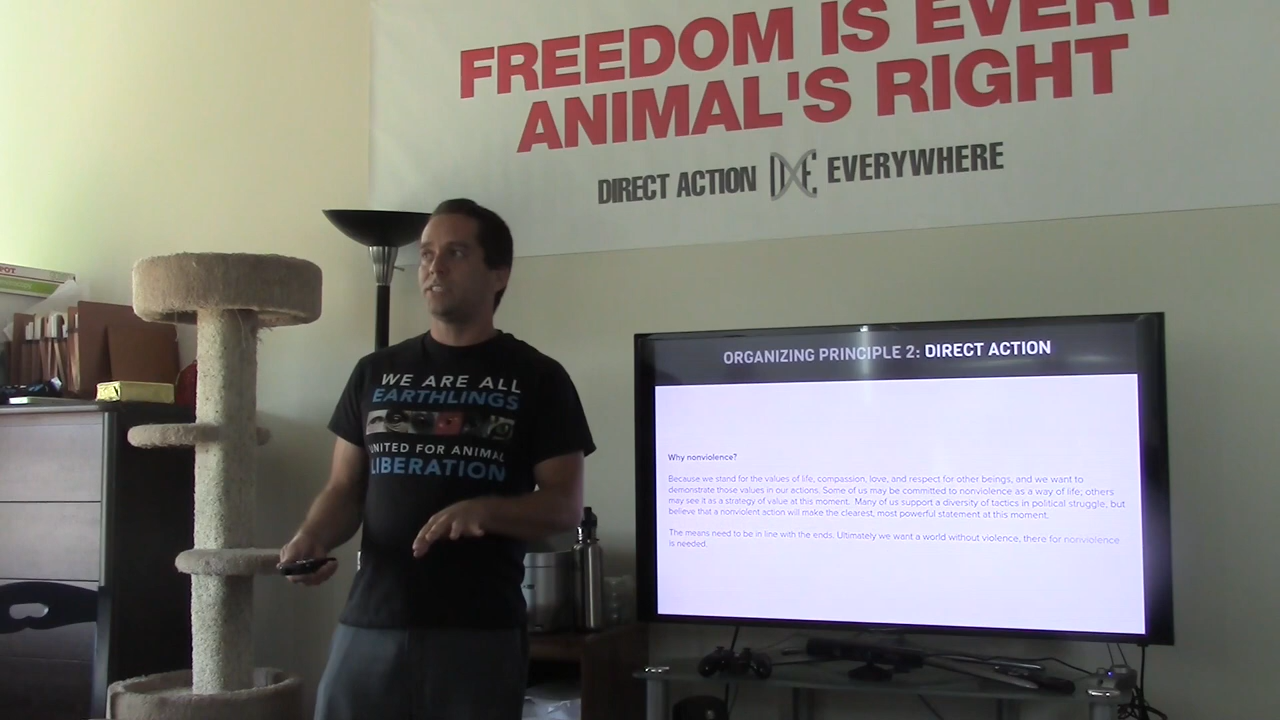 FREEDOM IS EVERY
ANIMAL'S RIGHT
DIRECT ACTION DXE EVERYWHERE
WE ARE ALL
EARTHLINGS
UNITED FOR ANIMAL
LIBERATION
ORGANIZING PRINCIPLE 2: DIRECT ACTION
Why nonviolence?
Because we stand for the values of life, compassion, love, and respect for other beings, and we want to
demonstrate those values in our actions. Some of us may be committed to nonviolence as a way of life; others
may see it as a strategy of value at this moment. Many of us support a diversity of tactics in political struggle, but
believe that a nonviolent action will make the clearest, most powerful statement at this moment.
The means need to be in line with the ends. Ultimately we want a world without violence, there for nonviolence
is needed.